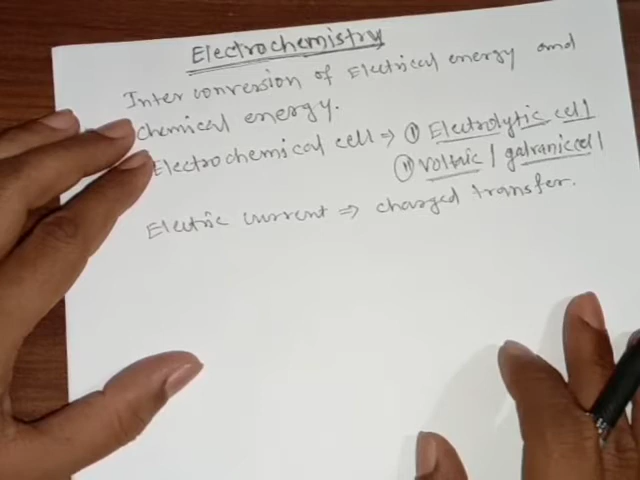 Electrochemistry
Inter conversion of Electrical energy and
chemical energy.
Electrochemical cell ⇒ ① Electrolytic cell
⑪ voltaic / galvanic cell
Electric current ⇒ charged transfer.